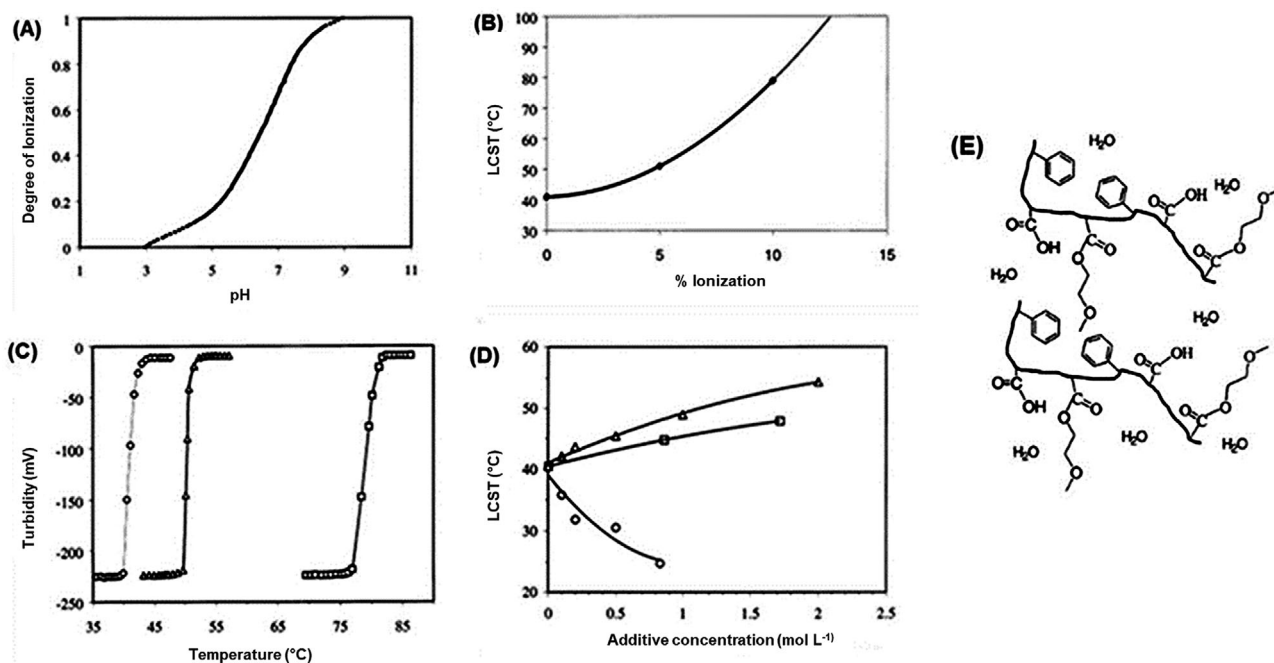 (A)
1
0.8
0.6
0.4
0.2
0
Degree of Ionization
1 3 5 7 9 11
pH
(B)
100
90
80
70
60
50
40
30
LCST (°C)
0 5 10 15
% Ionization
(C)
0
-50
-100
-150
-200
-250
Turbidity (mV)
35 45 55 65 75 85
Temperature (°C)
(D)
60
50
40
30
20
LCST (°C)
0 0.5 1 1.5 2
Additive concentration (mol L⁻¹)
(E)
H₂O
O C OH
H₂O
O
O
C
O C
OH
C O
O
H₂O
O
H₂O
O
O C OH
O
O
C
O C
OH
C O
O
H₂O
H₂O
H₂O
O